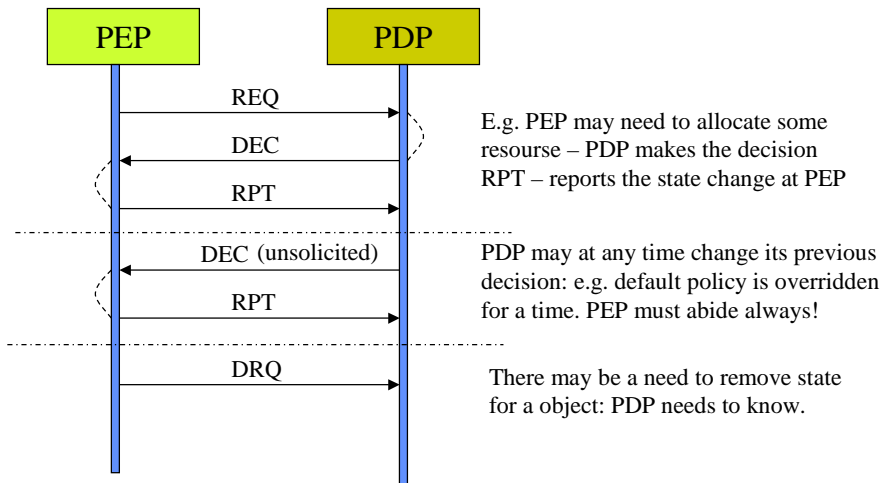 PEP
PDP
REQ
DEC
RPT
E.g. PEP may need to allocate some
resourse – PDP makes the decision
RPT – reports the state change at PEP
DEC (unsolicited)
RPT
PDP may at any time change its previous
decision: e.g. default policy is overridden
for a time. PEP must abide always!
DRQ
There may be a need to remove state
for a object: PDP needs to know.